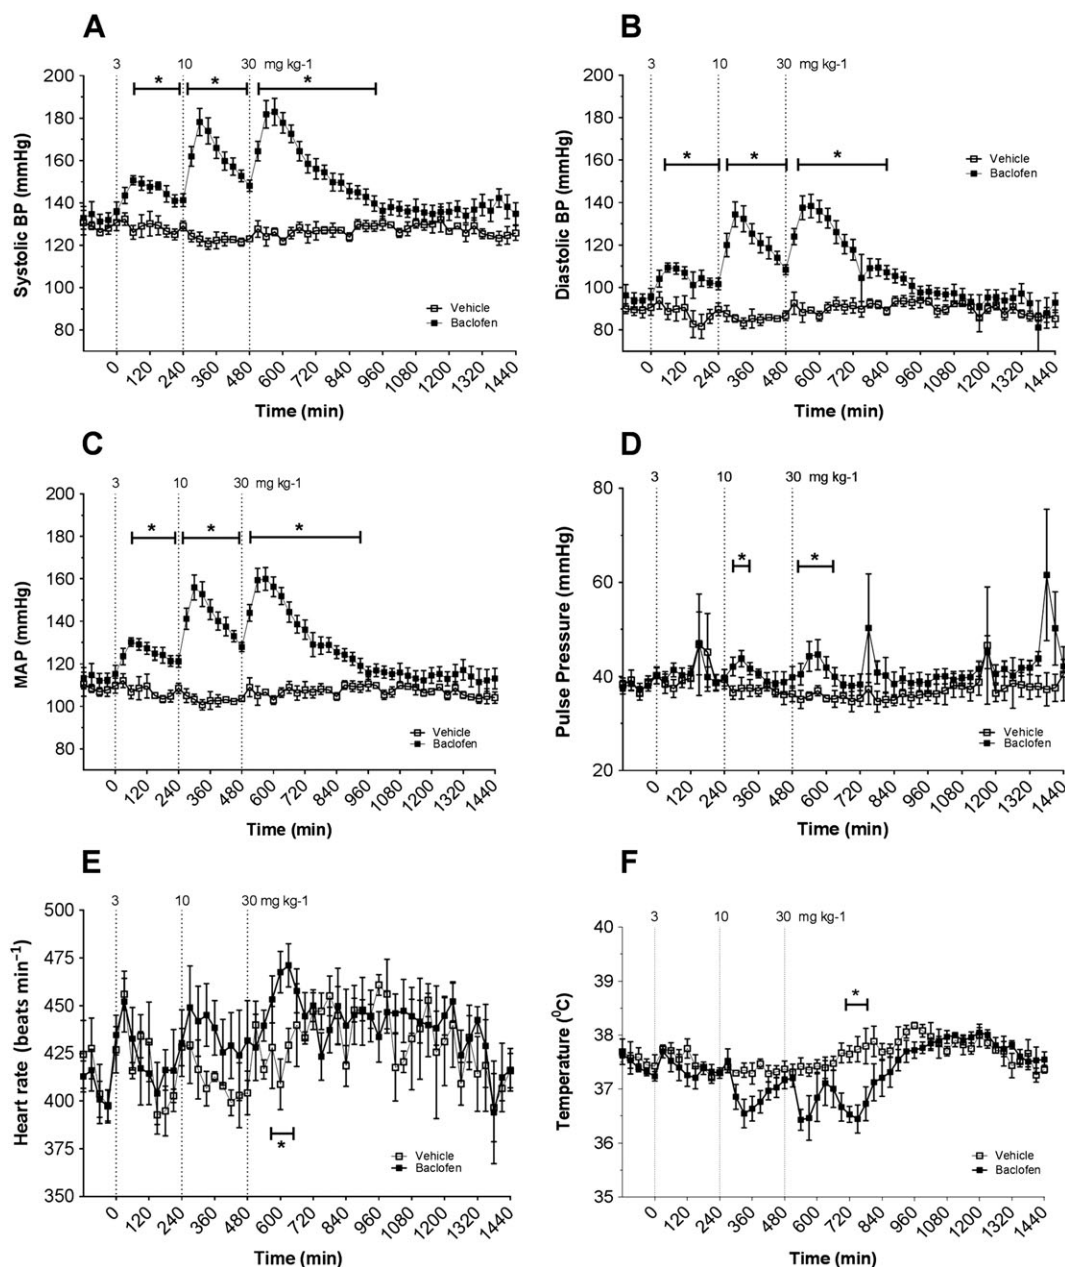 A
3 10 30 mg kg-1
* * *
Systolic BP (mmHg)
200
180
160
140
120
100
80
Vehicle
Baclofen
0 120 240 360 480 600 720 840 960 1080 1200 1320 1440
Time (min)
B
3 10 30 mg kg-1
* * *
Diastolic BP (mmHg)
200
180
160
140
120
100
80
Vehicle
Baclofen
0 120 240 360 480 600 720 840 960 1080 1200 1320 1440
Time (min)
C
3 10 30 mg kg-1
* * *
MAP (mmHg)
200
180
160
140
120
100
80
Vehicle
Baclofen
0 120 240 360 480 600 720 840 960 1080 1200 1320 1440
Time (min)
D
3 10 30 mg kg-1
* *
Pulse Pressure (mmHg)
80
60
40
20
Vehicle
Baclofen
0 120 240 360 480 600 720 840 960 1080 1200 1320 1440
Time (min)
E
3 10 30 mg kg-1
*
Heart rate (beats min⁻¹)
500
475
450
425
400
375
350
Vehicle
Baclofen
0 120 240 360 480 600 720 840 960 1080 1200 1320 1440
Time (min)
F
3 10 30 mg kg-1
*
Temperature (⁰C)
40
39
38
37
36
35
Vehicle
Baclofen
0 120 240 360 480 600 720 840 960 1080 1200 1320 1440
Time (min)